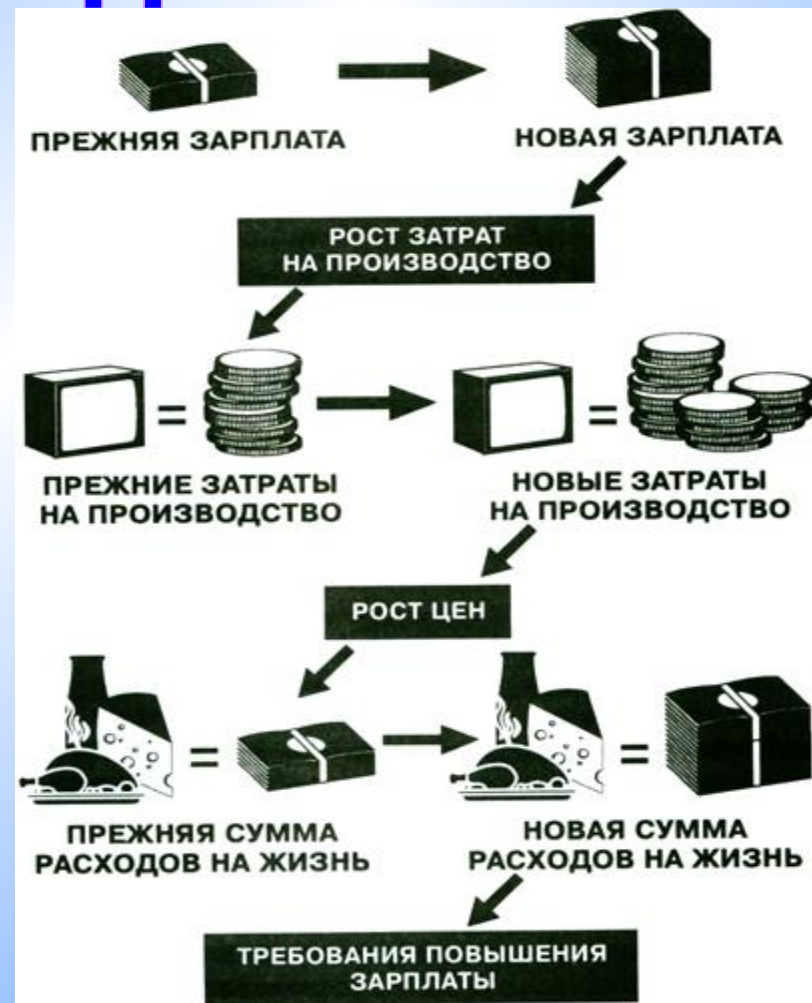 ПРЕЖНЯЯ ЗАРПЛАТА
НОВАЯ ЗАРПЛАТА
РОСТ ЗАТРАТ
НА ПРОИЗВОДСТВО
=
=
ПРЕЖНИЕ ЗАТРАТЫ
НА ПРОИЗВОДСТВО
НОВЫЕ ЗАТРАТЫ
НА ПРОИЗВОДСТВО
РОСТ ЦЕН
=
=
ПРЕЖНЯЯ СУММА
РАСХОДОВ НА ЖИЗНЬ
НОВАЯ СУММА
РАСХОДОВ НА ЖИЗНЬ
ТРЕБОВАНИЯ ПОВЫШЕНИЯ
ЗАРПЛАТЫ